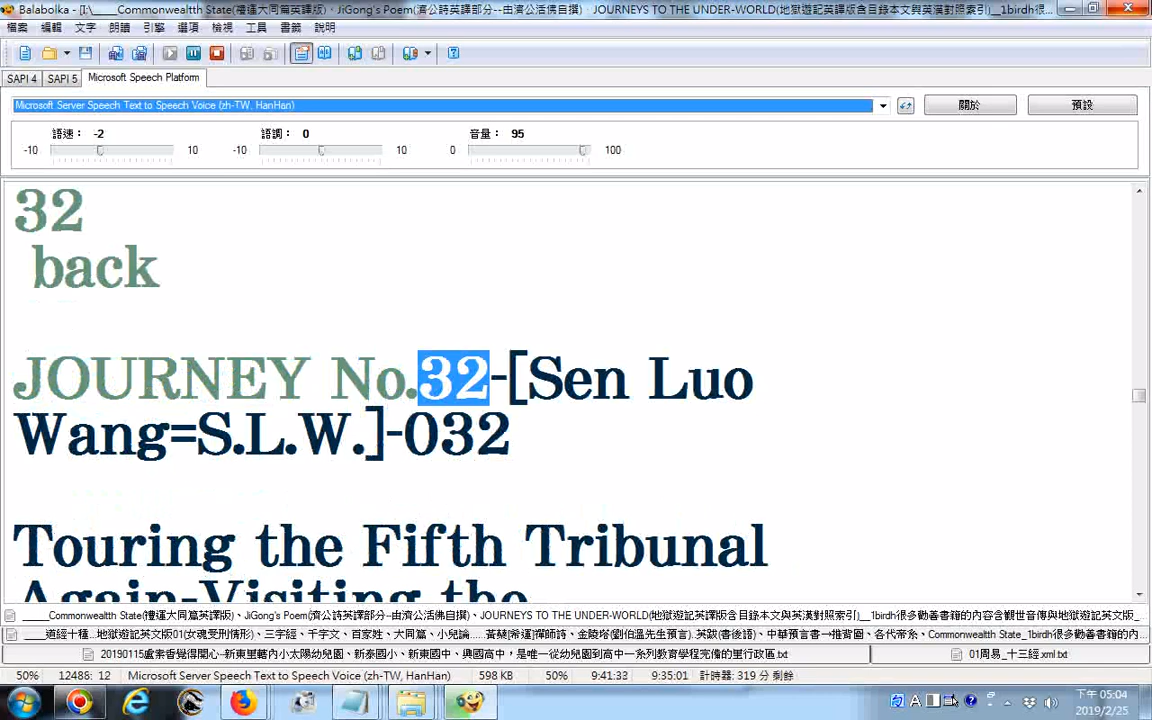 Balabolka - [I:\_____Commonwealtth State(禮運大同篇英譯版)、JiGong's Poem(濟公詩英譯部分--由濟公活佛自撰)、JOURNEYS TO THE UNDER-WORLD(地獄遊記英譯版含目錄本文與英漢對照索引)__1birdh很...
檔案 編輯 文字 朗讀 引擎 選項 檢視 工具 書籤 說明
SAPI 4 SAPI 5 Microsoft Speech Platform
Microsoft Server Speech Text to Speech Voice (zh-TW, HanHan) 關於 預設
語速： -2 語調： 0 音量： 95
-10 10 -10 10 0 100
32
back
JOURNEY No.32-[Sen Luo
Wang=S.L.W.]-032
Touring the Fifth Tribunal
Again-Visiting the
_____Commonwealtth State(禮運大同篇英譯版)、JiGong's Poem(濟公詩英譯部分--由濟公活佛自撰)、JOURNEYS TO THE UNDER-WORLD(地獄遊記英譯版含目錄本文與英漢對照索引)__1birdh很多勸善書籍的內容含觀世音傳與地獄遊記英文版_
20190115盧素香覺得開心--新東里轄內小太陽幼兒園、新泰國小、新東國中、興國高中，是唯一從幼兒園到高中一系列教育學程完備的里行政區.txt 01周易_十三經.xml.txt
50% 12488: 12 Microsoft Server Speech Text to Speech Voice (zh-TW, HanHan) 598 KB 50% 9:41:33 9:35:01 計時器: 319 分 剩餘
下午 05:04
2019/2/25